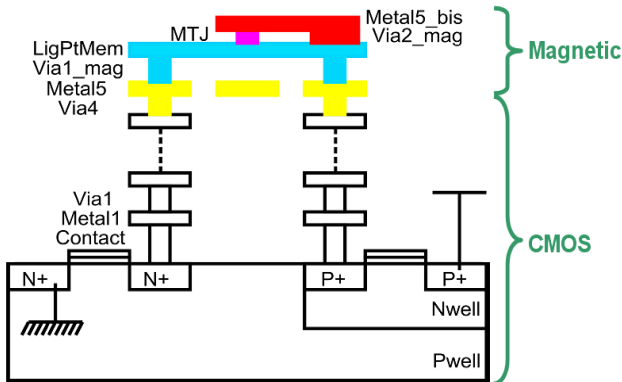 Metal5_bis
MTJ
Via2_mag
LigPtMem
Via1_mag
Magnetic
Metal5
Via4
Via1
Metal1
Contact
CMOS
N+
N+
P+
P+
Nwell
Pwell